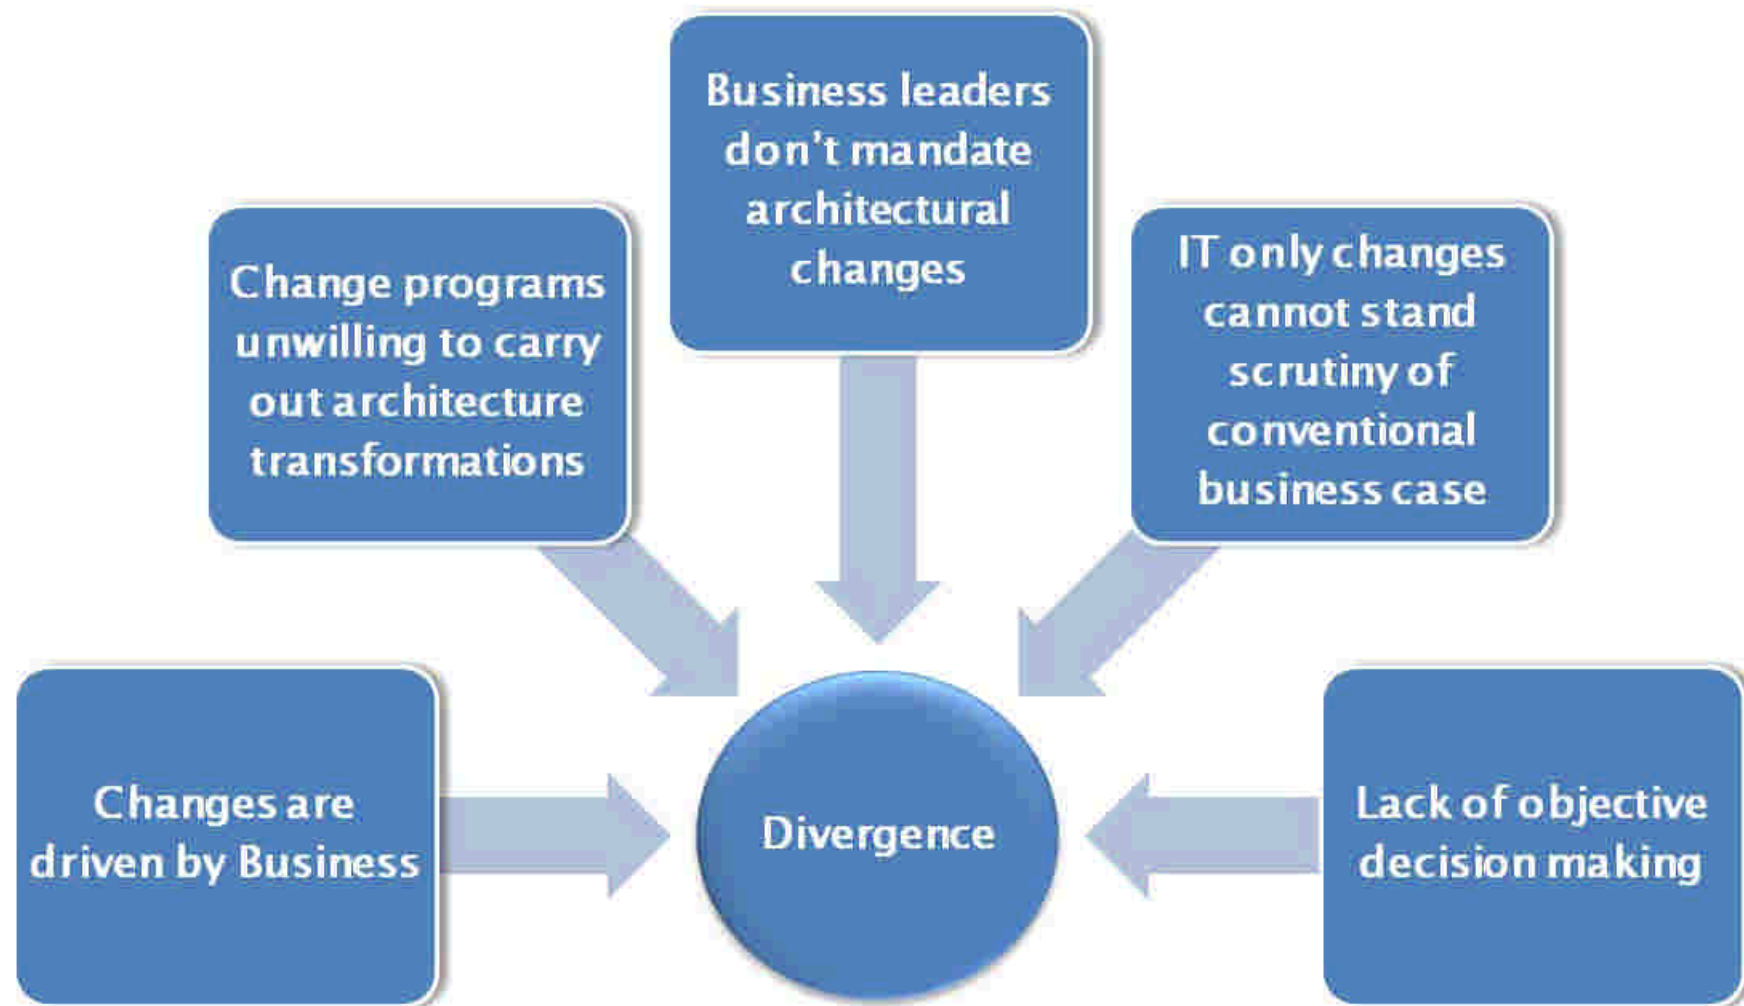 Business leaders
don't mandate
architectural
changes
Change programs
unwilling to carry
out architecture
transformations
IT only changes
cannot stand
scrutiny of
conventional
business case
Changes are
driven by Business
Divergence
Lack of objective
decision making